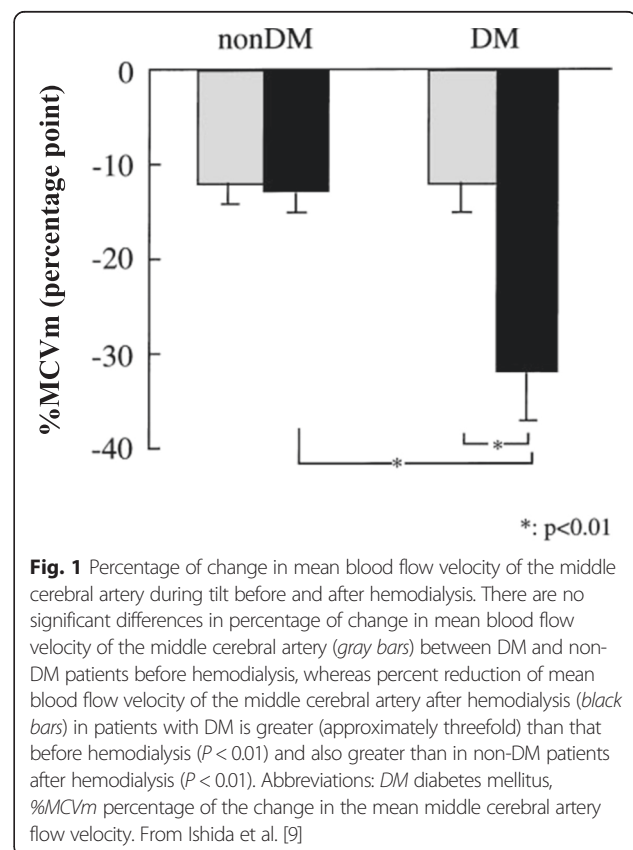 nonDM DM
0
-10
-20
-30
-40
%MCVm (percentage point)
*
*
*: p<0.01
Fig. 1 Percentage of change in mean blood flow velocity of the middle
cerebral artery during tilt before and after hemodialysis. There are no
significant differences in percentage of change in mean blood flow
velocity of the middle cerebral artery (gray bars) between DM and non-
DM patients before hemodialysis, whereas percent reduction of mean
blood flow velocity of the middle cerebral artery after hemodialysis (black
bars) in patients with DM is greater (approximately threefold) than that
before hemodialysis (P < 0.01) and also greater than in non-DM patients
after hemodialysis (P < 0.01). Abbreviations: DM diabetes mellitus,
%MCVm percentage of the change in the mean middle cerebral artery
flow velocity. From Ishida et al. [9]